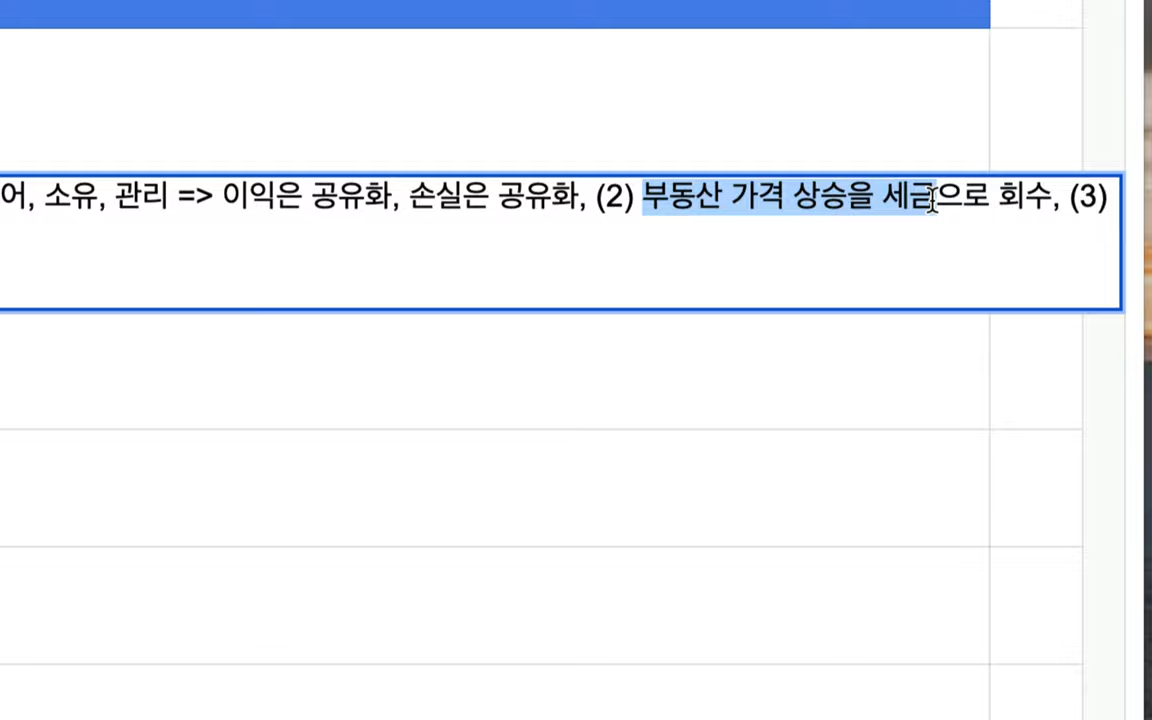 어, 소유, 관리 => 이익은 공유화, 손실은 공유화, (2) 부동산 가격 상승을 세금으로 회수, (3)